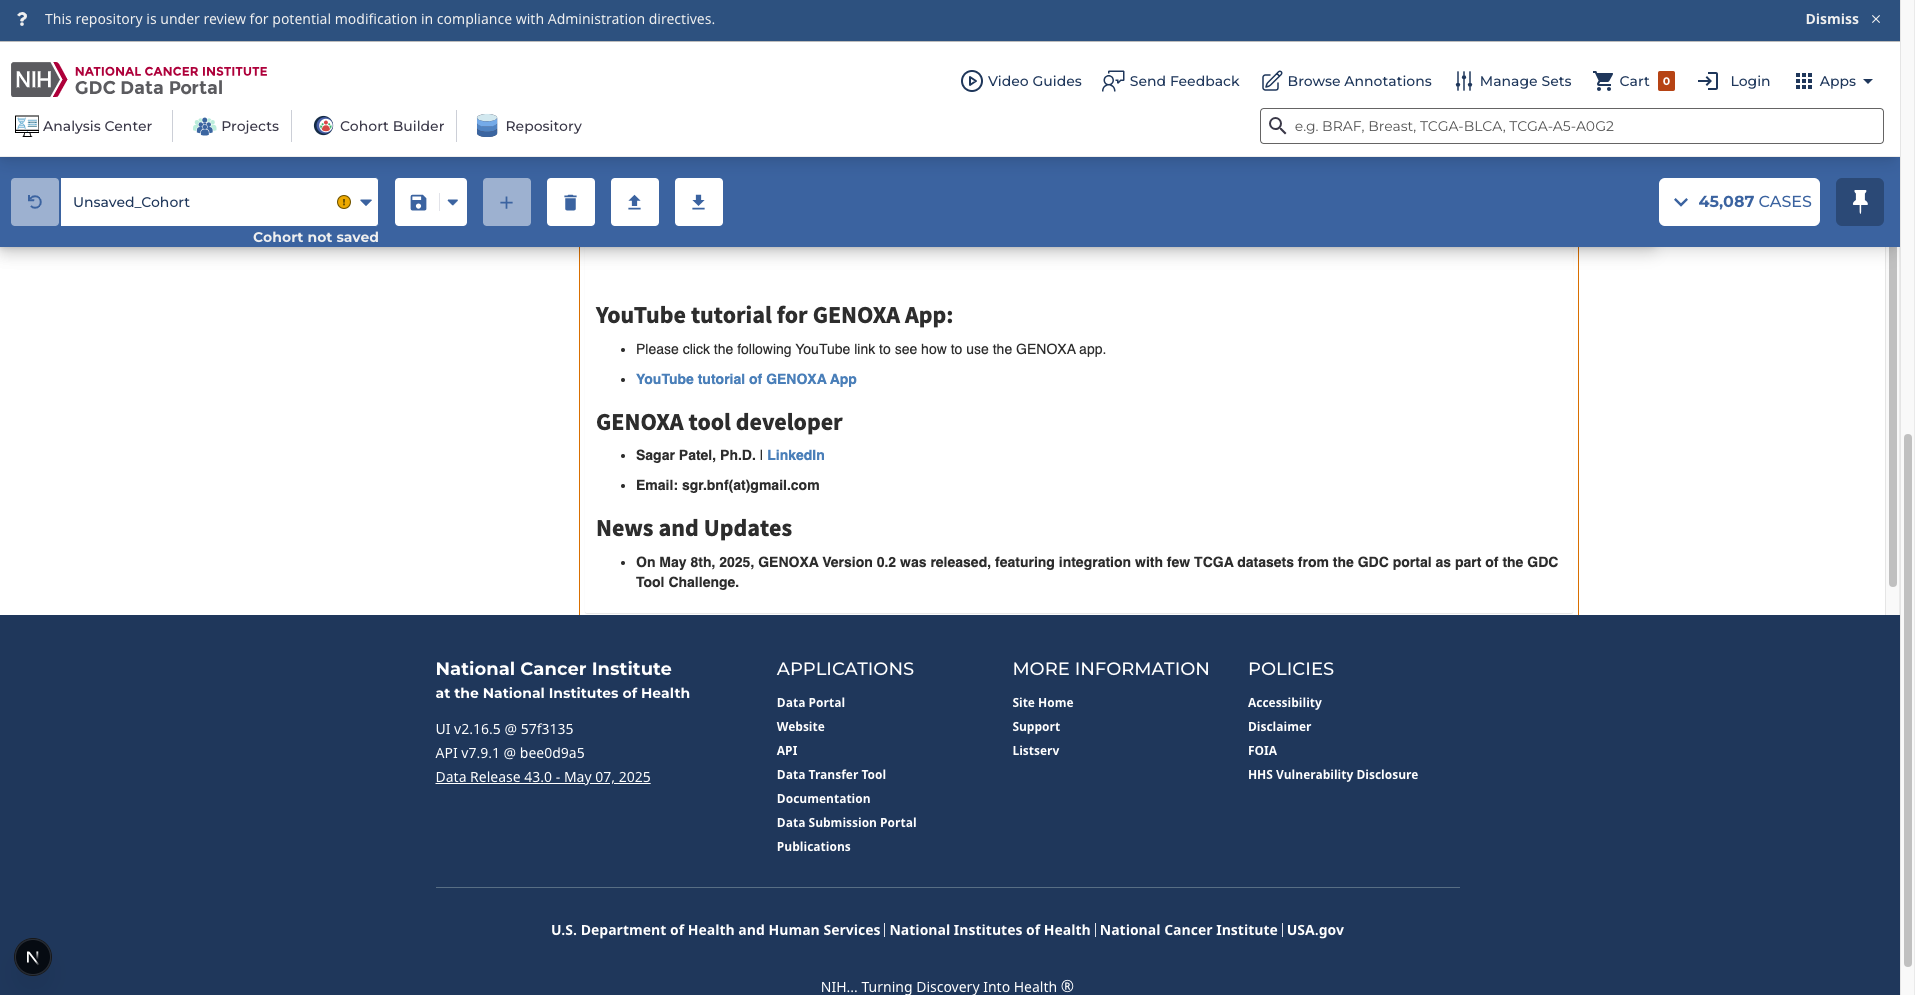 ? This repository is under review for potential modification in compliance with Administration directives. Dismiss ×
NIH NATIONAL CANCER INSTITUTE
GDC Data Portal
Video Guides Send Feedback Browse Annotations Manage Sets Cart 0 Login Apps
Analysis Center Projects Cohort Builder Repository e.g. BRAF, Breast, TCGA-BLCA, TCGA-A5-A0G2
Unsaved_Cohort ! + 45,087 CASES
Cohort not saved
YouTube tutorial for GENOXA App:
• Please click the following YouTube link to see how to use the GENOXA app.
• YouTube tutorial of GENOXA App
GENOXA tool developer
• Sagar Patel, Ph.D. | LinkedIn
• Email: sgr.bnf(at)gmail.com
News and Updates
• On May 8th, 2025, GENOXA Version 0.2 was released, featuring integration with few TCGA datasets from the GDC portal as part of the GDC
Tool Challenge.
National Cancer Institute
at the National Institutes of Health
UI v2.16.5 @ 57f3135
API v7.9.1 @ bee0d9a5
Data Release 43.0 - May 07, 2025
APPLICATIONS
Data Portal
Website
API
Data Transfer Tool
Documentation
Data Submission Portal
Publications
MORE INFORMATION
Site Home
Support
Listserv
POLICIES
Accessibility
Disclaimer
FOIA
HHS Vulnerability Disclosure
U.S. Department of Health and Human Services | National Institutes of Health | National Cancer Institute | USA.gov
N
NIH... Turning Discovery Into Health ®